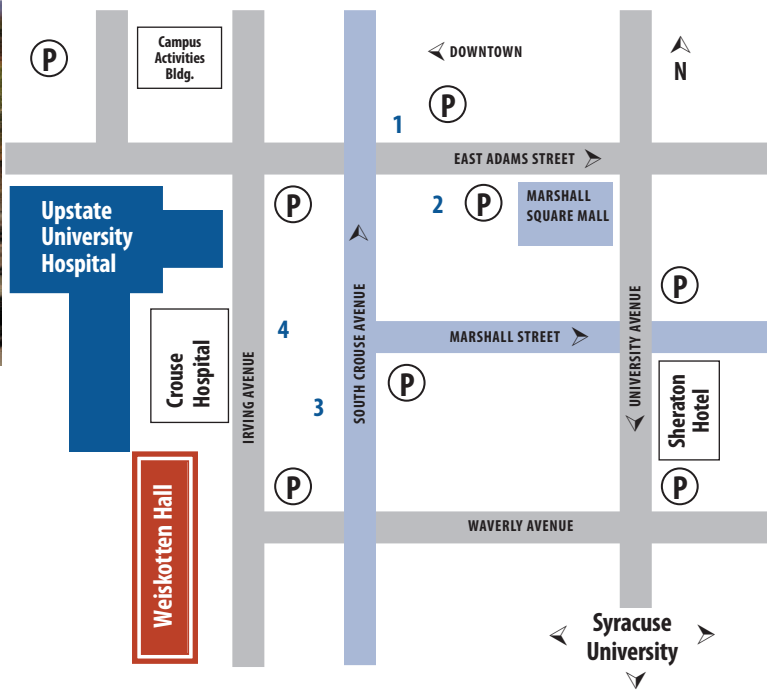 P
Campus
Activities
Bldg.
DOWNTOWN
N
P
1
EAST ADAMS STREET
Upstate
University
Hospital
P
2
P
MARSHALL
SQUARE MALL
P
4
MARSHALL STREET
UNIVERSITY AVENUE
SOUTH CROUSE AVENUE
IRVING AVENUE
Crouse
Hospital
3
P
Sheraton
Hotel
P
P
Weiskotten Hall
WAVERLY AVENUE
Syracuse
University